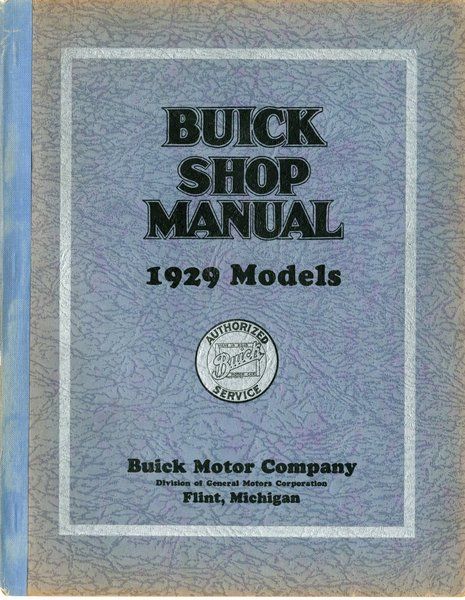 BUICK
SHOP
MANUAL
1929 Models
AUTHORIZED
Buick
SERVICE
Buick Motor Company
Division of General Motors Corporation
Flint, Michigan